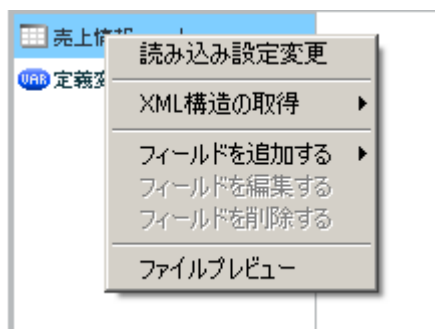 売上情
読み込み設定変更
VAR 定義変
XML構造の取得
フィールドを追加する
フィールドを編集する
フィールドを削除する
ファイルプレビュー